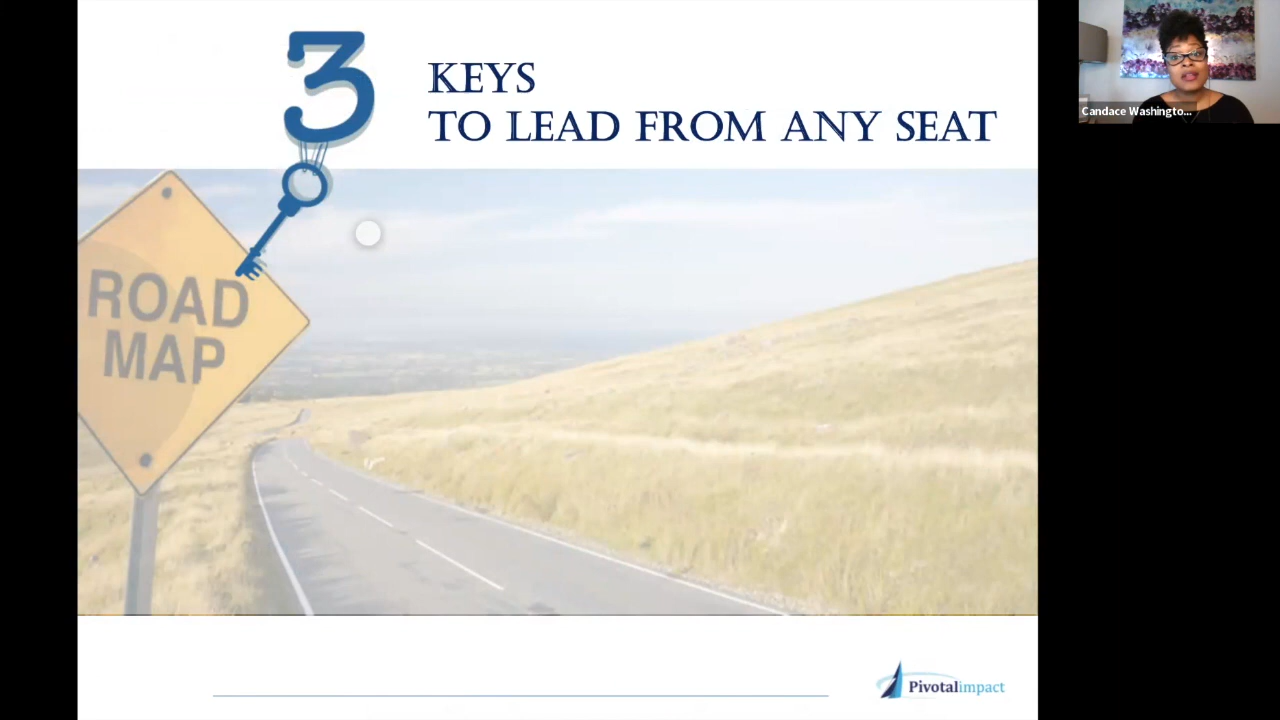 3
KEYS
TO LEAD FROM ANY SEAT
Candace Washingto...
ROAD
MAP
Pivotalimpact